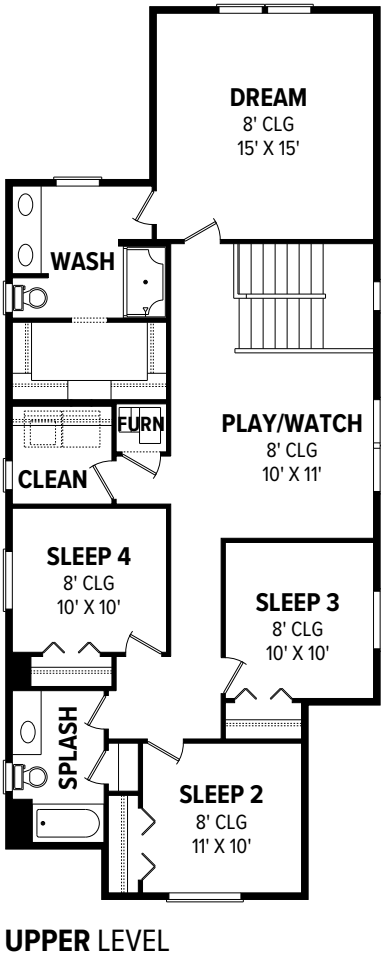 DREAM
8' CLG
15' X 15'
WASH
FURN
PLAY/WATCH
8' CLG
10' X 11'
CLEAN
SLEEP 4
8' CLG
10' X 10'
SLEEP 3
8' CLG
10' X 10'
SPLASH
SLEEP 2
8' CLG
11' X 10'
UPPER LEVEL